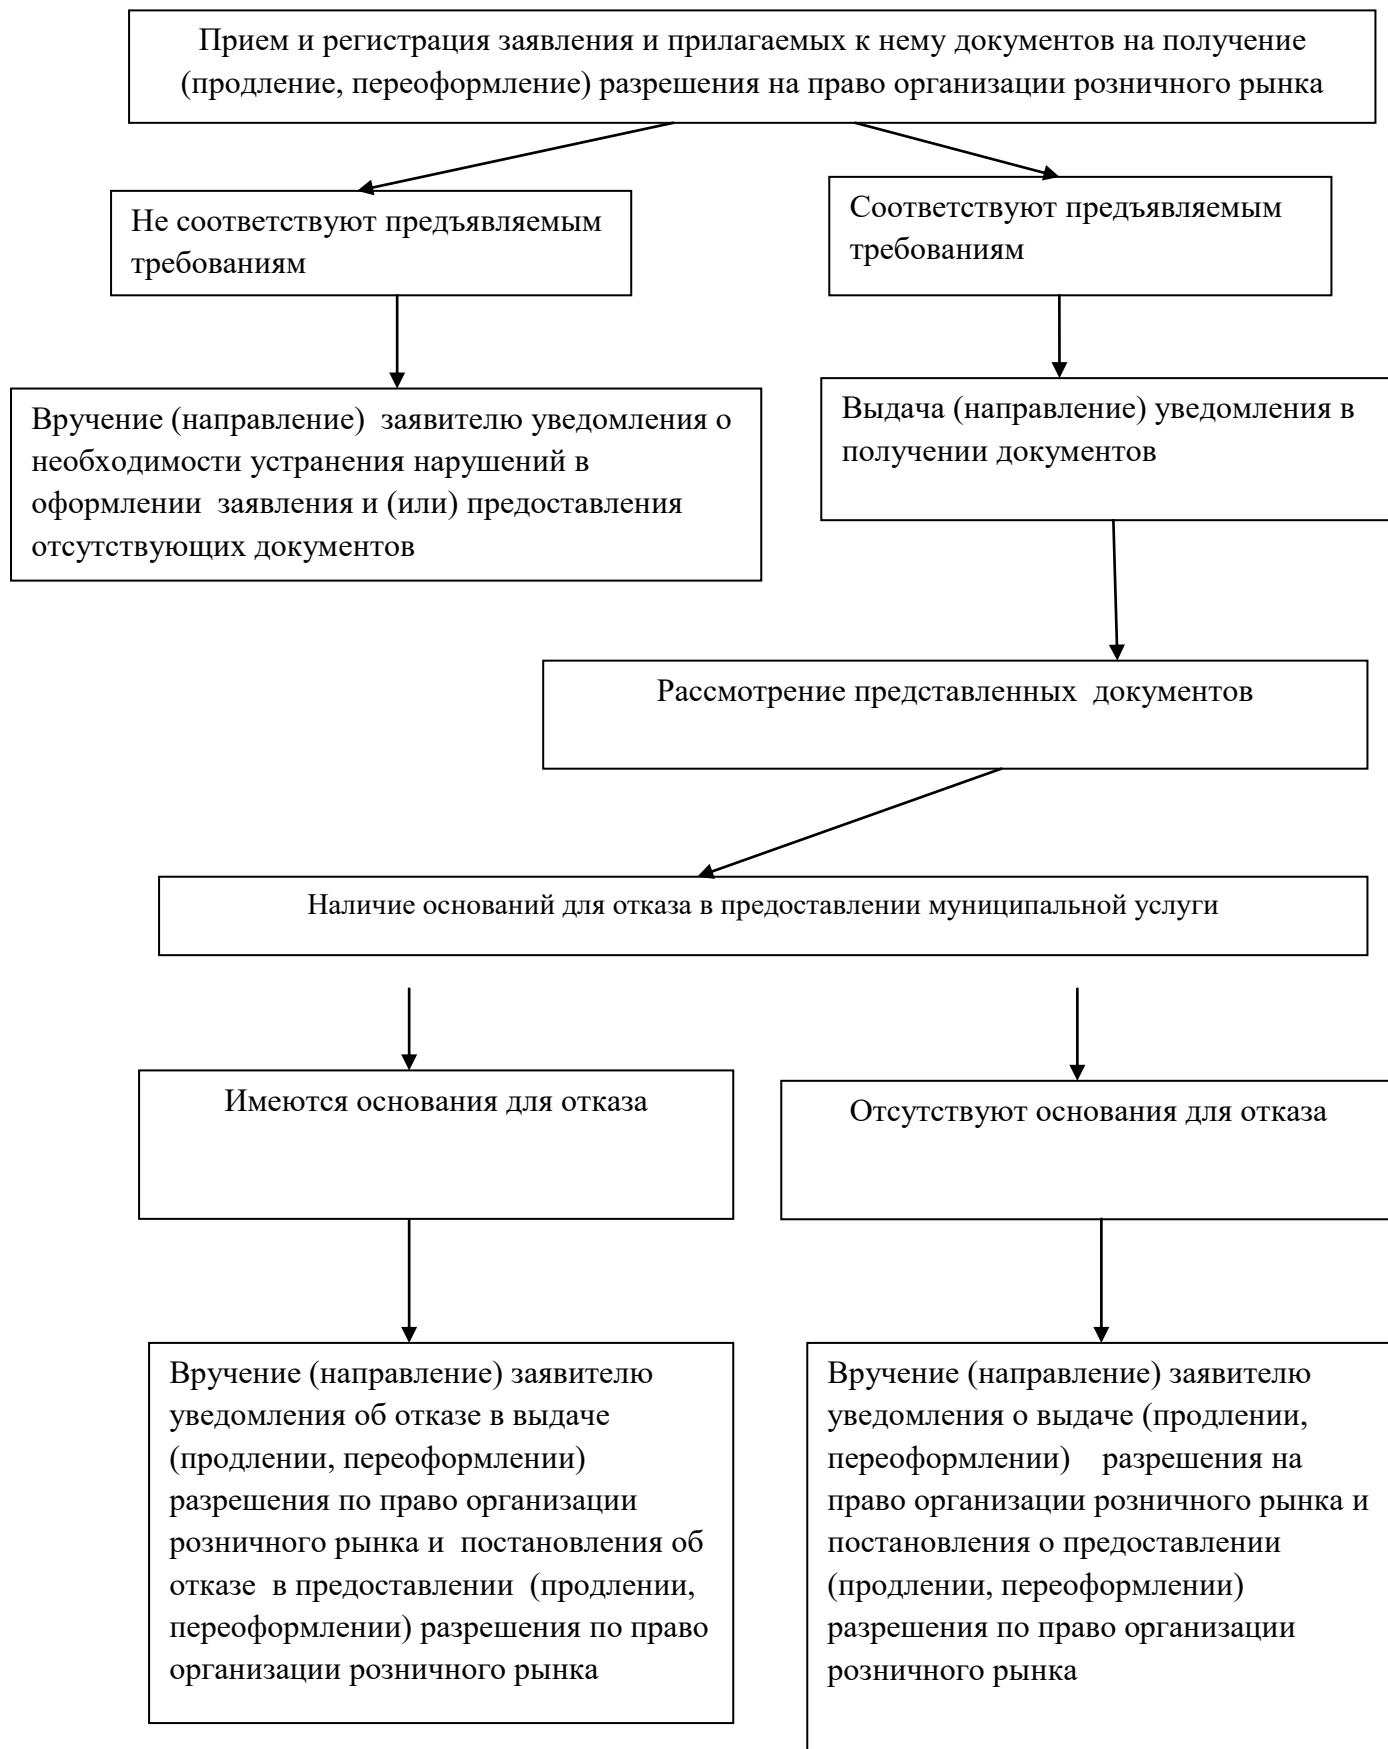 Прием и регистрация заявления и прилагаемых к нему документов на получение
(продление, переоформление) разрешения на право организации розничного рынка
Не соответствуют предъявляемым
требованиям
Соответствуют предъявляемым
требованиям
Вручение (направление)  заявителю уведомления о
необходимости устранения нарушений в
оформлении  заявления и (или) предоставления
отсутствующих документов
Выдача (направление) уведомления в
получении документов
Рассмотрение представленных  документов
Наличие оснований для отказа в предоставлении муниципальной услуги
Имеются основания для отказа
Отсутствуют основания для отказа
Вручение (направление) заявителю
уведомления об отказе в выдаче
(продлении, переоформлении)
разрешения по право организации
розничного рынка и  постановления об
отказе  в предоставлении  (продлении,
переоформлении) разрешения по право
организации розничного рынка
Вручение (направление) заявителю
уведомления о выдаче (продлении,
переоформлении)    разрешения на
право организации розничного рынка и
постановления о предоставлении
(продлении, переоформлении)
разрешения по право организации
розничного рынка